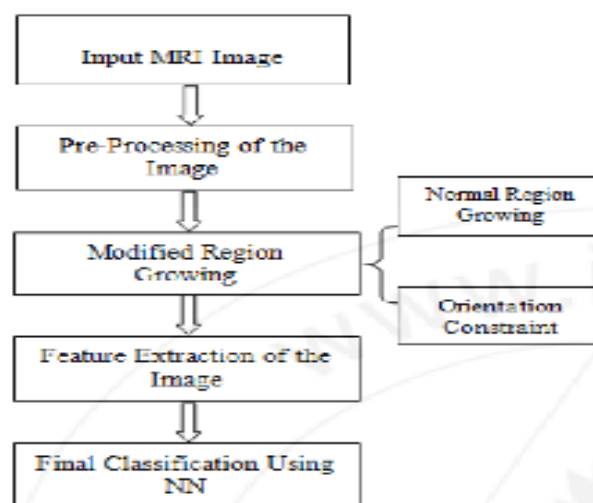 Input MRI Image
Pre-Processing of the
Image
Modified Region
Growing
Normal Region
Growing
Orientation
Constraint
Feature Extraction of the
Image
Final Classification Using
NN
www.